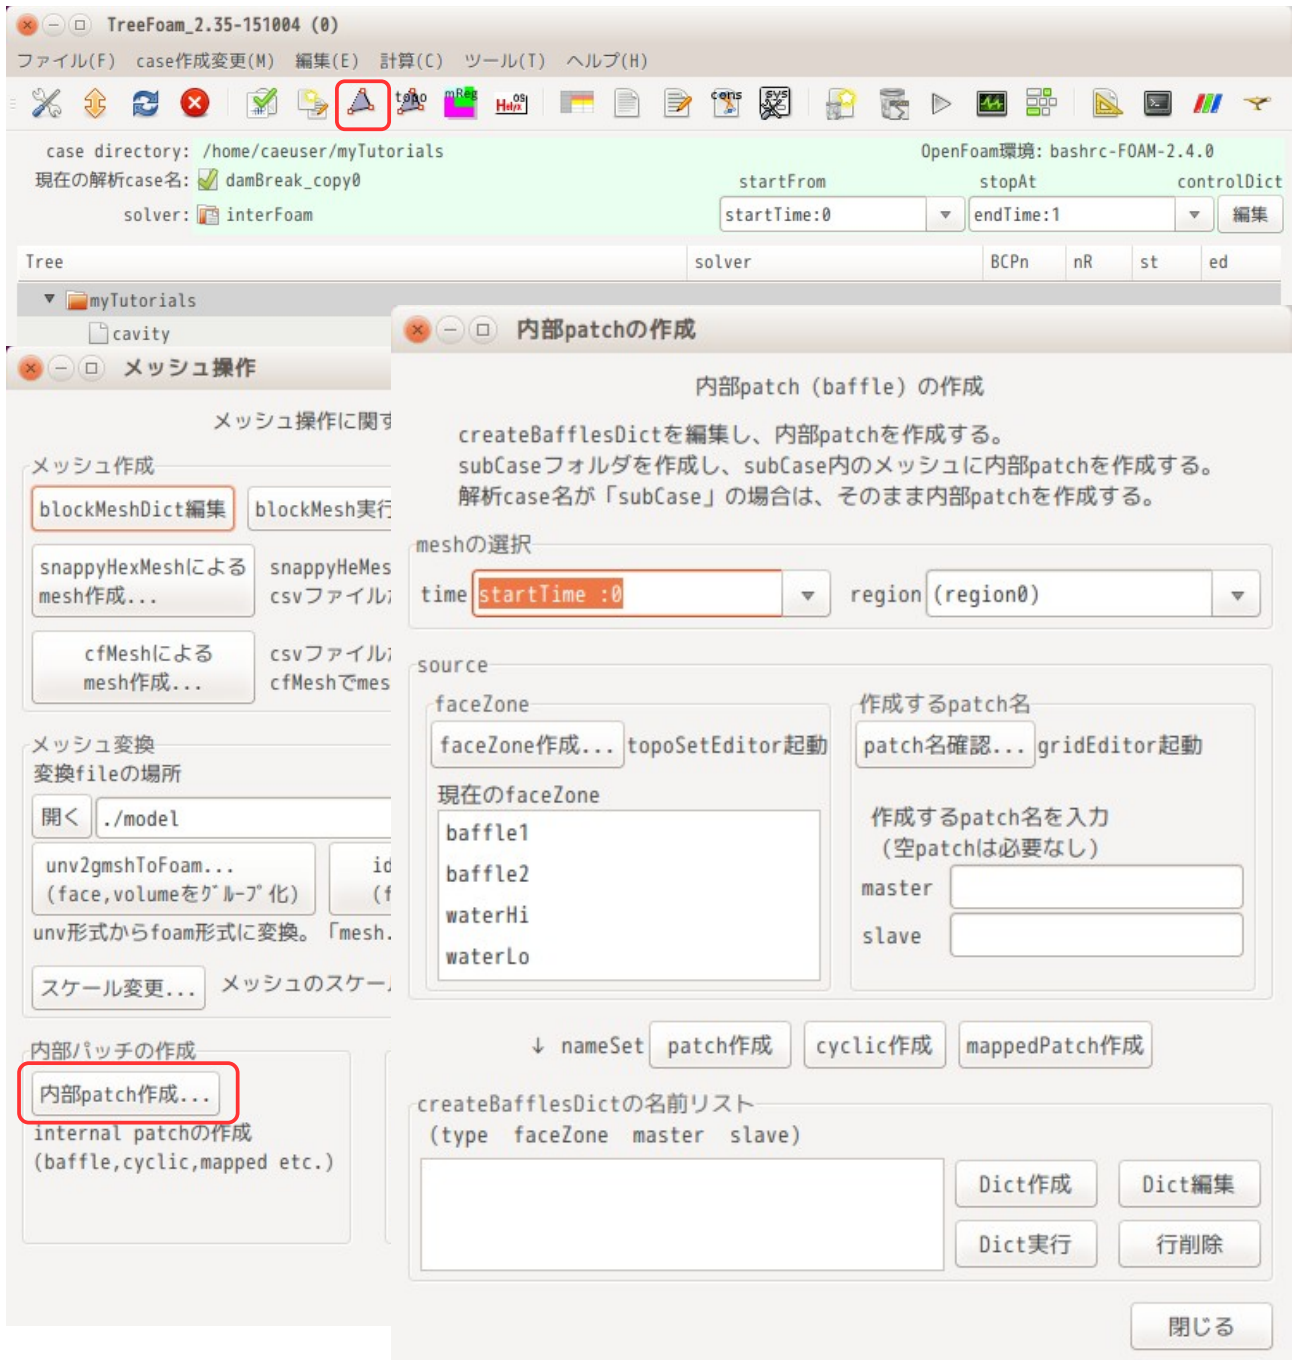 TreeFoam_2.35-151004 (0)
ファイル(F) case作成変更(M) 編集(E) 計算(C) ツール(T) ヘルプ(H)
topo mReg Help OS cons sys
case directory: /home/caeuser/myTutorials OpenFoam環境: bashrc-FOAM-2.4.0
現在の解析case名: damBreak_copy0 startFrom stopAt controlDict
solver: interFoam startTime:0 endTime:1 編集
Tree solver BCPn nR st ed
myTutorials
cavity
メッシュ操作
メッシュ操作に関す
メッシュ作成
blockMeshDict編集 blockMesh実行
snappyHexMeshによる
mesh作成...
snappyHeMes
csvファイルか
cfMeshによる
mesh作成...
csvファイルか
cfMeshでmes
メッシュ変換
変換fileの場所
開く ./model
unv2gmshToFoam...
(face,volumeをグループ化)
id
(f
unv形式からfoam形式に変換。「mesh.
スケール変更... メッシュのスケー
内部パッチの作成
内部patch作成...
internal patchの作成
(baffle,cyclic,mapped etc.)
内部patchの作成
内部patch (baffle) の作成
createBafflesDictを編集し、内部patchを作成する。
subCaseフォルダを作成し、subCase内のメッシュに内部patchを作成する。
解析case名が「subCase」の場合は、そのまま内部patchを作成する。
meshの選択
time startTime :0 region (region0)
source
faceZone
faceZone作成... topoSetEditor起動
現在のfaceZone
baffle1
baffle2
waterHi
waterLo
作成するpatch名
patch名確認... gridEditor起動
作成するpatch名を入力
(空patchは必要なし)
master
slave
↓ nameSet patch作成 cyclic作成 mappedPatch作成
createBafflesDictの名前リスト
(type faceZone master slave)
Dict作成 Dict編集
Dict実行 行削除
閉じる